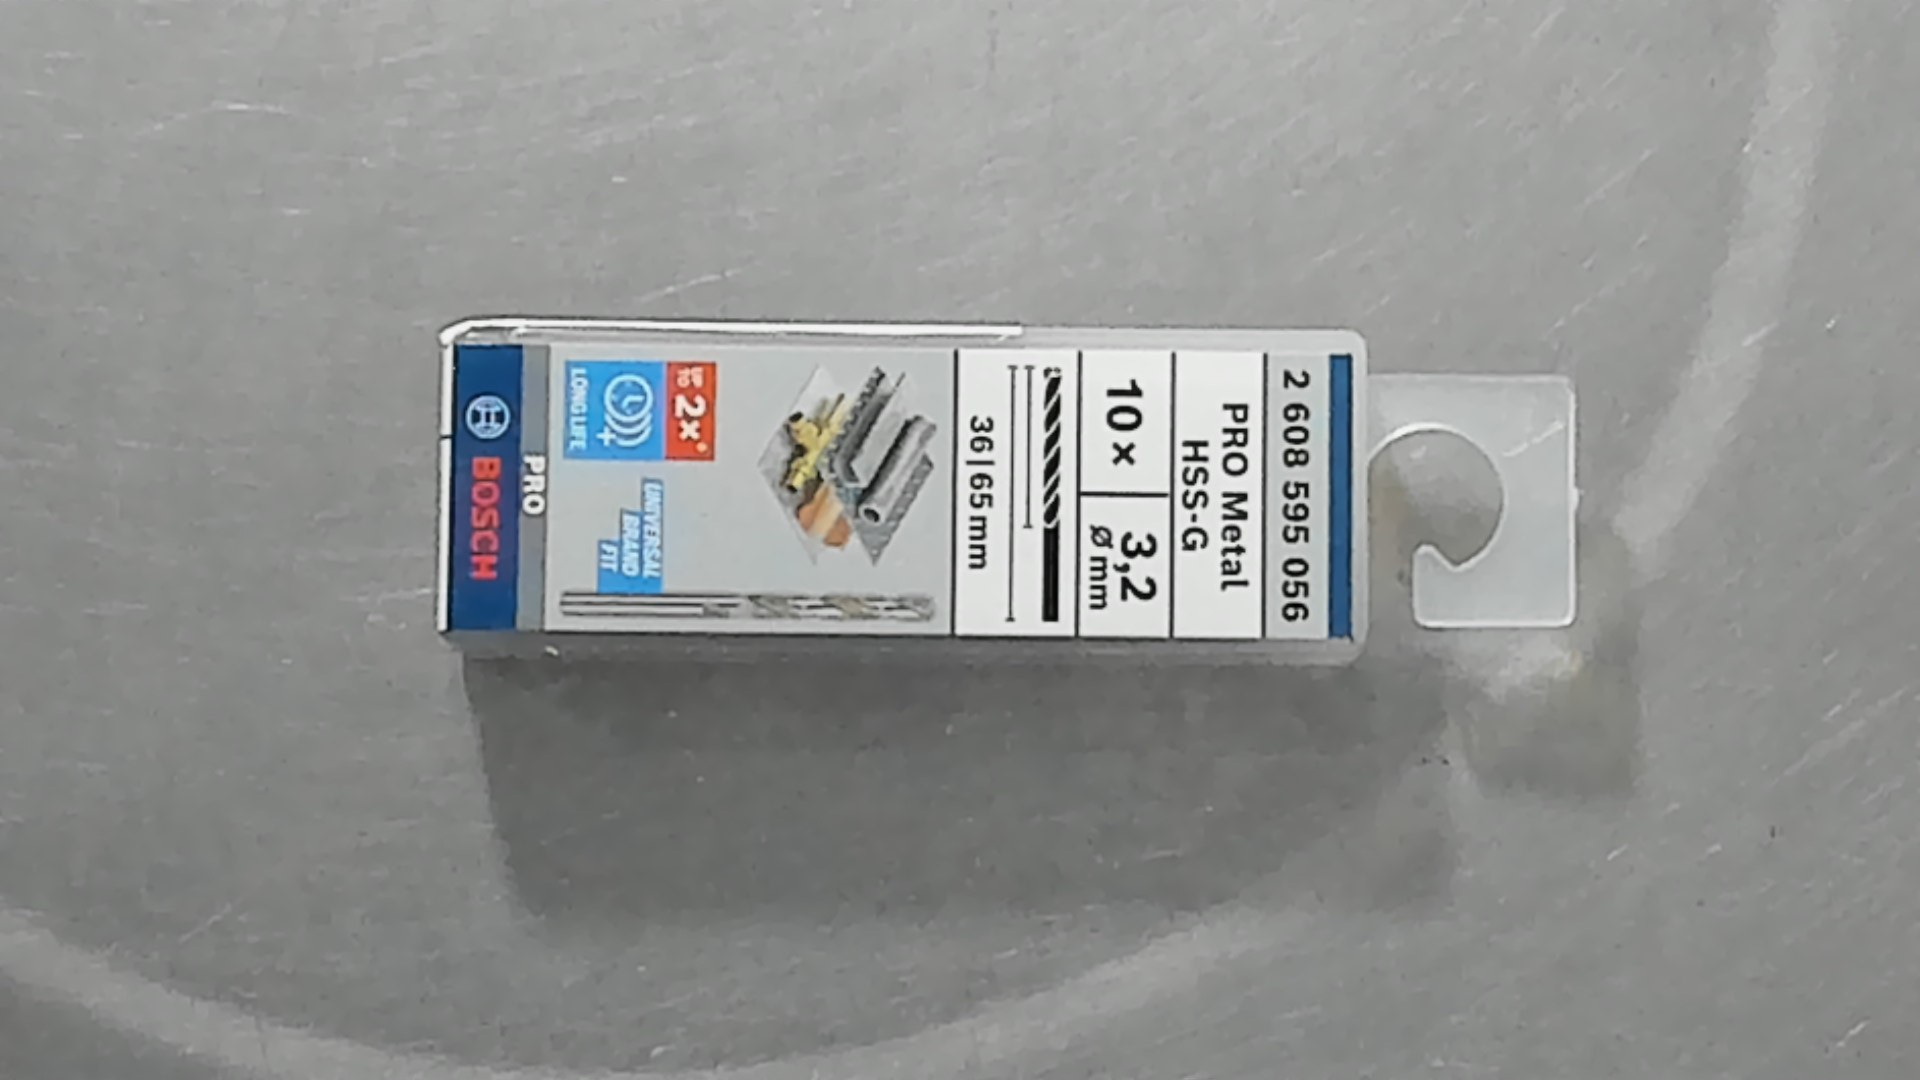 2 608 595 056
PRO Metal
HSS-G
10 x
3,2
ø mm
36 | 65 mm
UP TO 2x*
LONG LIFE
UNIVERSAL
BRAND
FIT
PRO
BOSCH